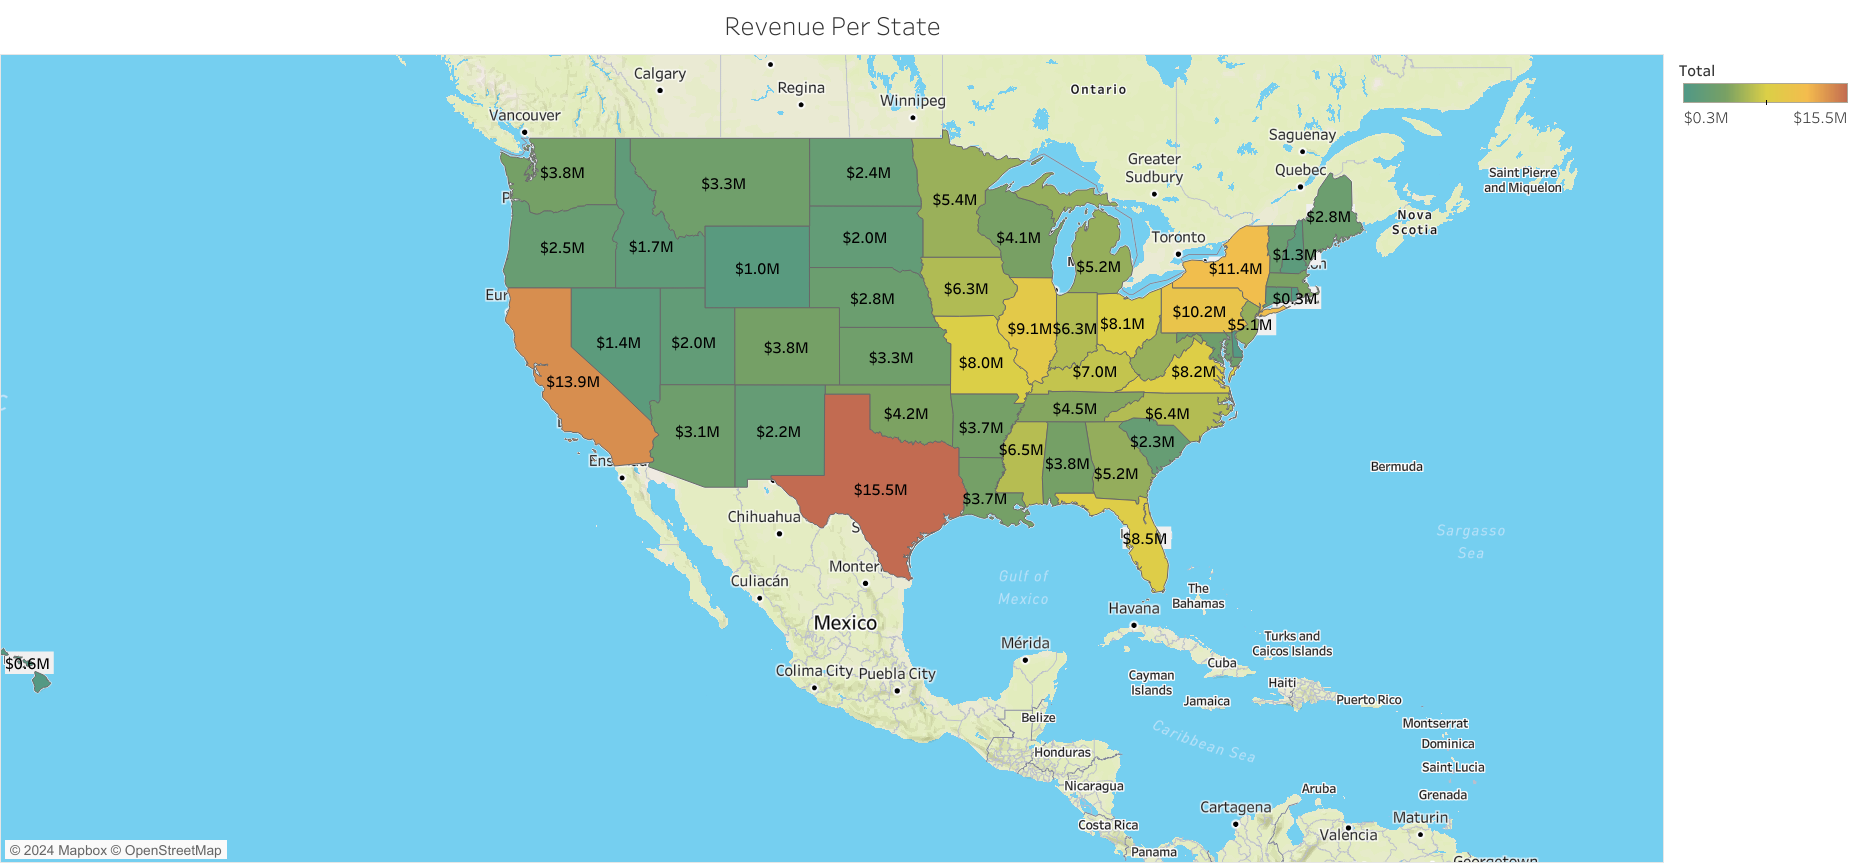 Revenue Per State
Total
$0.3M
$15.5M
Calgary
Regina
Winnipeg
Ontario
Vancouver
Saguenay
Greater
Sudbury
Quebec
Saint Pierre
and Miquelon
Nova
Scotia
Toronto
$3.8M
$3.3M
$2.4M
$5.4M
$4.1M
$2.8M
$2.5M
$1.7M
$2.0M
$1.0M
$5.2M
$11.4M
$1.3M
$6.3M
$2.8M
$0.3M
$10.2M
$5.1M
$9.1M
$6.3M
$8.1M
$1.4M
$2.0M
$3.8M
$3.3M
$8.0M
$7.0M
$8.2M
$13.9M
$4.2M
$4.5M
$6.4M
$3.1M
$2.2M
$3.7M
$6.5M
$3.8M
$2.3M
$5.2M
$15.5M
$3.7M
$8.5M
$0.6M
Bermuda
Sargasso
Sea
Ens
Chihuahua
Monter
Culiacán
Mexico
Gulf of
Mexico
The
Bahamas
Havana
Mérida
Turks and
Caicos Islands
Cuba
Colima City
Puebla City
Cayman
Islands
Haiti
Jamaica
Puerto Rico
Belize
Montserrat
Caribbean Sea
Dominica
Honduras
Saint Lucia
Nicaragua
Aruba
Grenada
Cartagena
Maturin
Costa Rica
Valencia
Panama
Georgetown
© 2024 Mapbox © OpenStreetMap